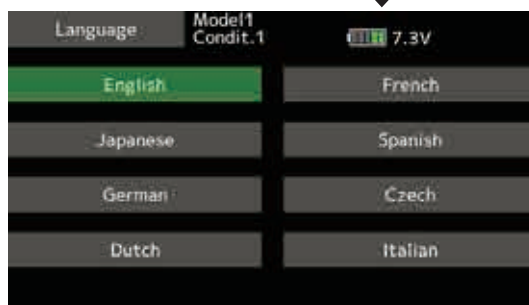 Language
Model1
Condit.1
7.3V
English
French
Japanese
Spanish
German
Czech
Dutch
Italian